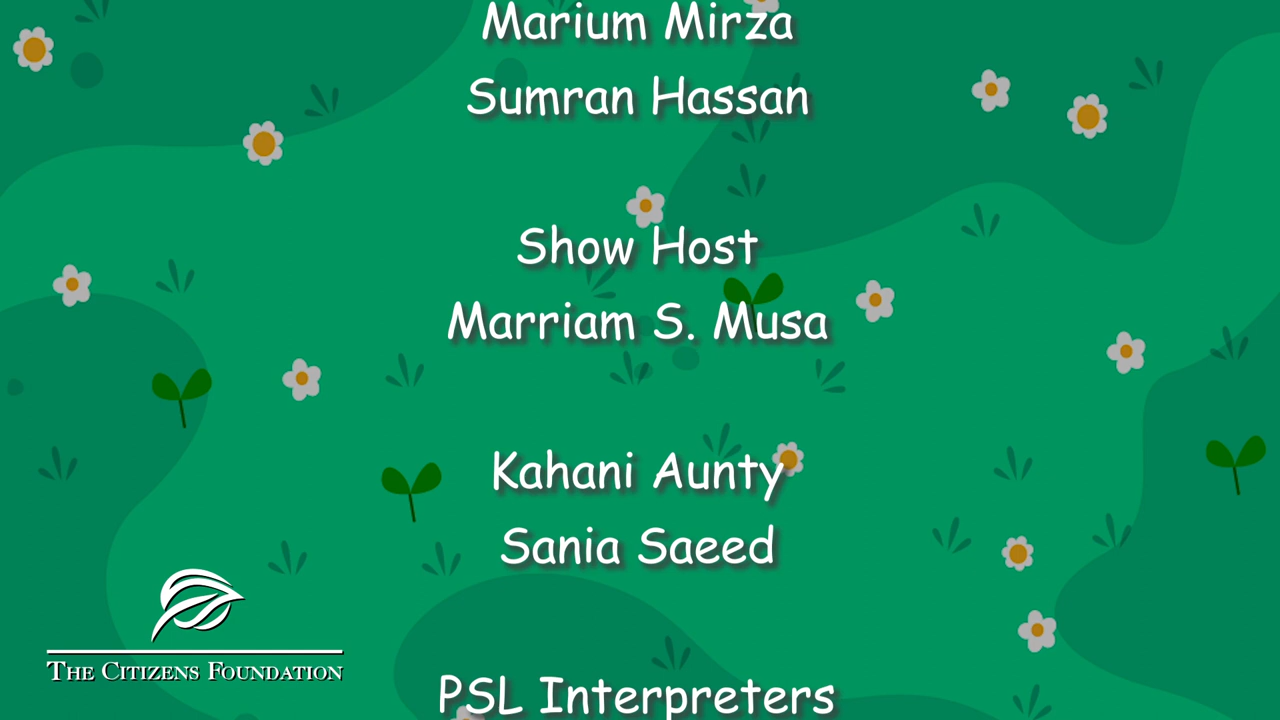 Marium Mirza
Sumran Hassan
Show Host
Marriam S. Musa
Kahani Aunty
Sania Saeed
THE CITIZENS FOUNDATION
PSL Interpreters